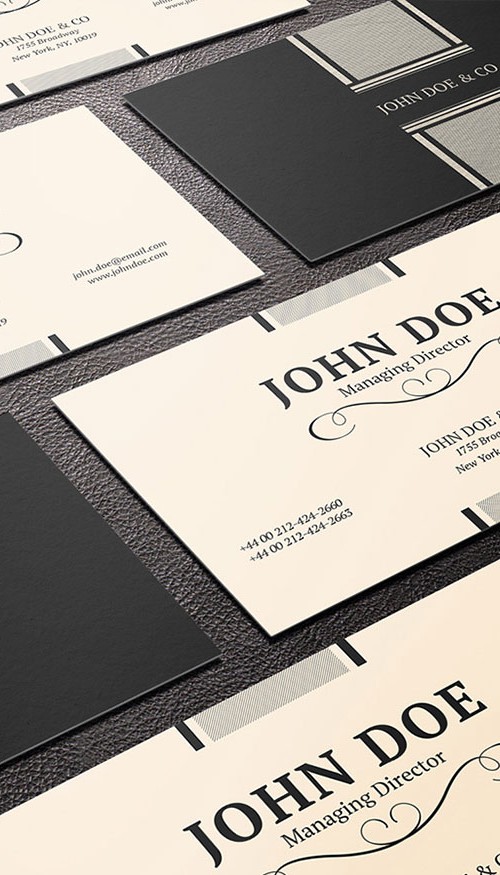 JOHN DOE & CO
1755 Broadway
New York, NY, 10019
JOHN DOE & CO
john.doe@email.com
www.johndoe.com
JOHN DOE
Managing Director
JOHN DOE &
1755 Broa
New York
+44 00 212-424-2660
+44 00 212-424-2663
JOHN DOE
Managing Director
& C